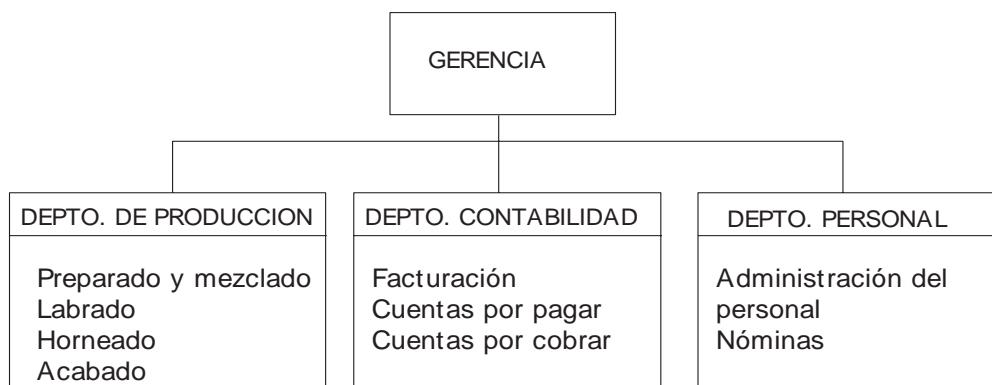 GERENCIA
DEPTO. DE PRODUCCION
Preparado y mezclado
Labrado
Horneado
Acabado
DEPTO. CONTABILIDAD
Facturación
Cuentas por pagar
Cuentas por cobrar
DEPTO. PERSONAL
Administración del
personal
Nóminas